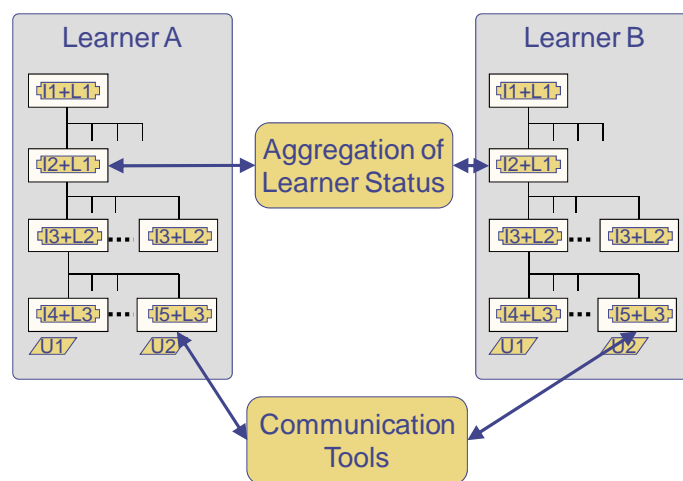 Learner A
I1+L1
I2+L1
I3+L2
I3+L2
I4+L3
I5+L3
U1
U2
Aggregation of
Learner Status
Communication
Tools
Learner B
I1+L1
I2+L1
I3+L2
I3+L2
I4+L3
I5+L3
U1
U2